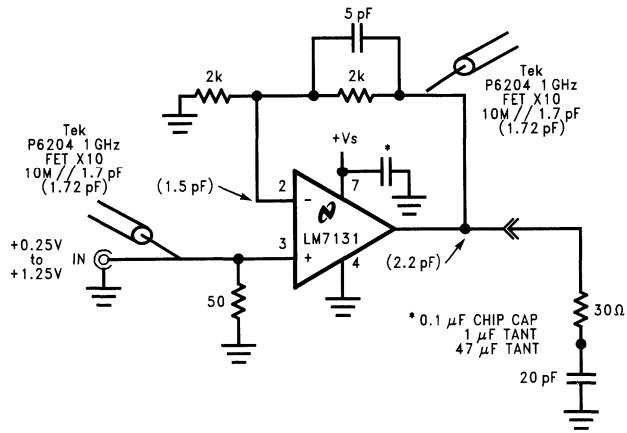 5 pF
2k
2k
Tek
P6204 1 GHz
FET X10
10M // 1.7 pF
(1.72 pF)
Tek
P6204 1 GHz
FET X10
10M // 1.7 pF
(1.72 pF)
+Vs
*
(1.5 pF)
2
7
-
LM7131
3
+
4
+0.25V
to
+1.25V
IN
50
(2.2 pF)
30Ω
* 0.1 μF CHIP CAP
1 μF TANT
47 μF TANT
20 pF